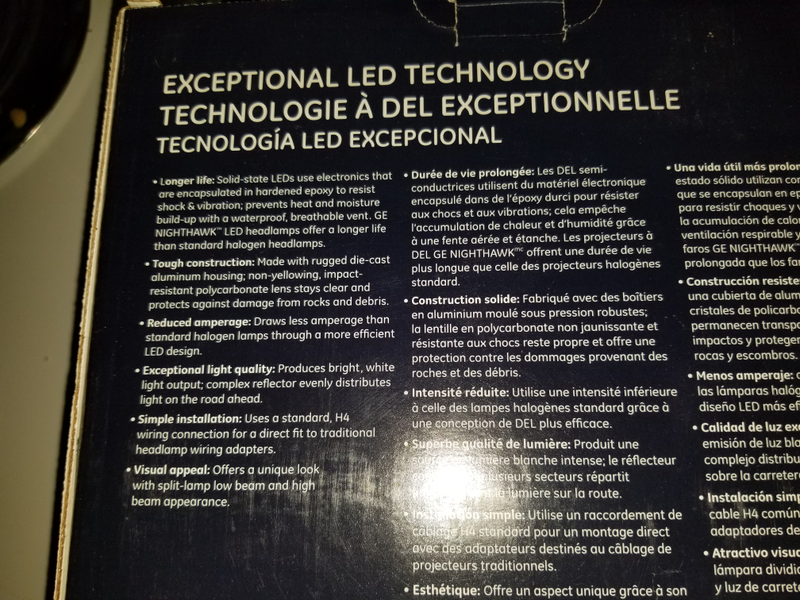 EXCEPTIONAL LED TECHNOLOGY
TECHNOLOGIE À DEL EXCEPTIONNELLE
TECNOLOGÍA LED EXCEPCIONAL
• Longer life: Solid-state LEDs use electronics that
are encapsulated in hardened epoxy to resist
shock & vibration; prevents heat and moisture
build-up with a waterproof, breathable vent. GE
NIGHTHAWK™ LED headlamps offer a longer life
than standard halogen headlamps.
• Tough construction: Made with rugged die-cast
aluminum housing; non-yellowing, impact-
resistant polycarbonate lens stays clear and
protects against damage from rocks and debris.
• Reduced amperage: Draws less amperage than
standard halogen lamps through a more efficient
LED design.
• Exceptional light quality: Produces bright, white
light output; complex reflector evenly distributes
light on the road ahead.
• Simple installation: Uses a standard, H4
wiring connection for a direct fit to traditional
headlamp wiring adapters.
• Visual appeal: Offers a unique look
with split-lamp low beam and high
beam appearance.
• Durée de vie prolongée: Les DEL semi-
conductrices utilisent du matériel électronique
encapsulé dans de l'époxy durci pour résister
aux chocs et aux vibrations; cela empêche
l'accumulation de chaleur et d'humidité grâce
à une fente aérée et étanche. Les projecteurs à
DEL GE NIGHTHAWK offrent une durée de vie
plus longue que celle des projecteurs halogènes
standard.
• Construction solide: Fabriqué avec des boîtiers
en aluminium moulé sous pression robustes;
la lentille en polycarbonate non jaunissante et
résistante aux chocs reste propre et offre une
protection contre les dommages provenant des
roches et des débris.
• Intensité réduite: Utilise une intensité inférieure
à celle des lampes halogènes standard grâce à
une conception de DEL plus efficace.
• Superbe qualité de lumière: Produit une
source lumière blanche intense; le réflecteur
plusieurs secteurs répartit
la lumière sur la route.
• Installation simple: Utilise un raccordement de
câblage H4 standard pour un montage direct
avec des adaptateurs destinés au câblage de
projecteurs traditionnels.
• Esthétique: Offre un aspect unique grâce à son
• Una vida útil más
estado sólido utilizan
que se encapsulan en
para resistir choques y
la acumulación de
ventilación respirable y
faros GE NIGHTHAWK
prolongada que los
• Construcción
una cubierta de
cristales de
permanecen
impactos y
rocas y escombros.
• Menos amperaje:
las lámparas
diseño LED más
• Calidad de luz
emisión de luz
complejo
sobre la
• Instalación
cable H4
adaptadores
• Atractivo
lámpara
y luz de